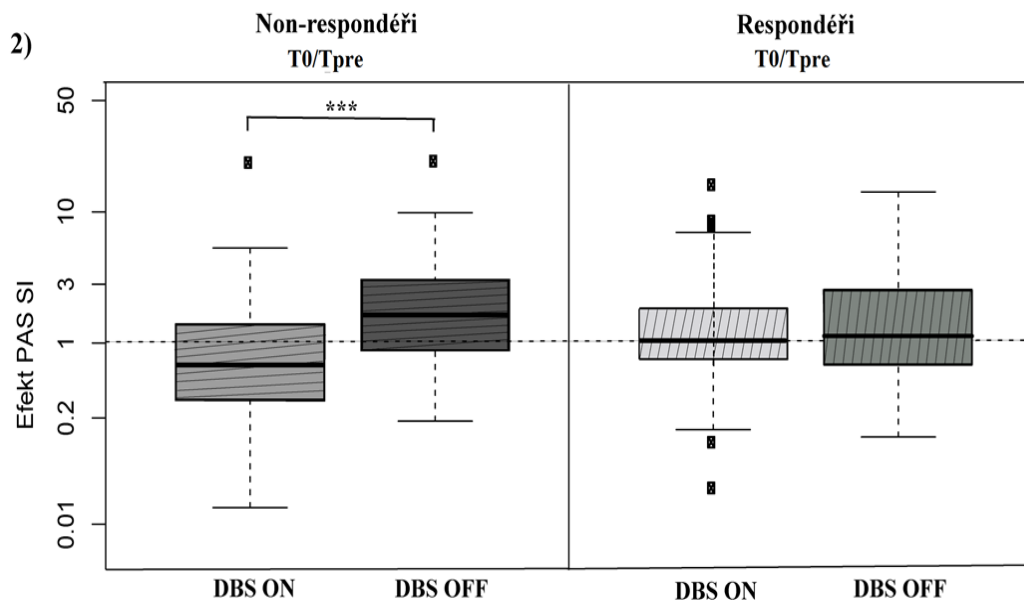 2)
Non-respondéři
T0/Tpre
Respondéři
T0/Tpre
Efekt PAS SI
50
10
3
1
0.2
0.01
***
DBS ON
DBS OFF
DBS ON
DBS OFF